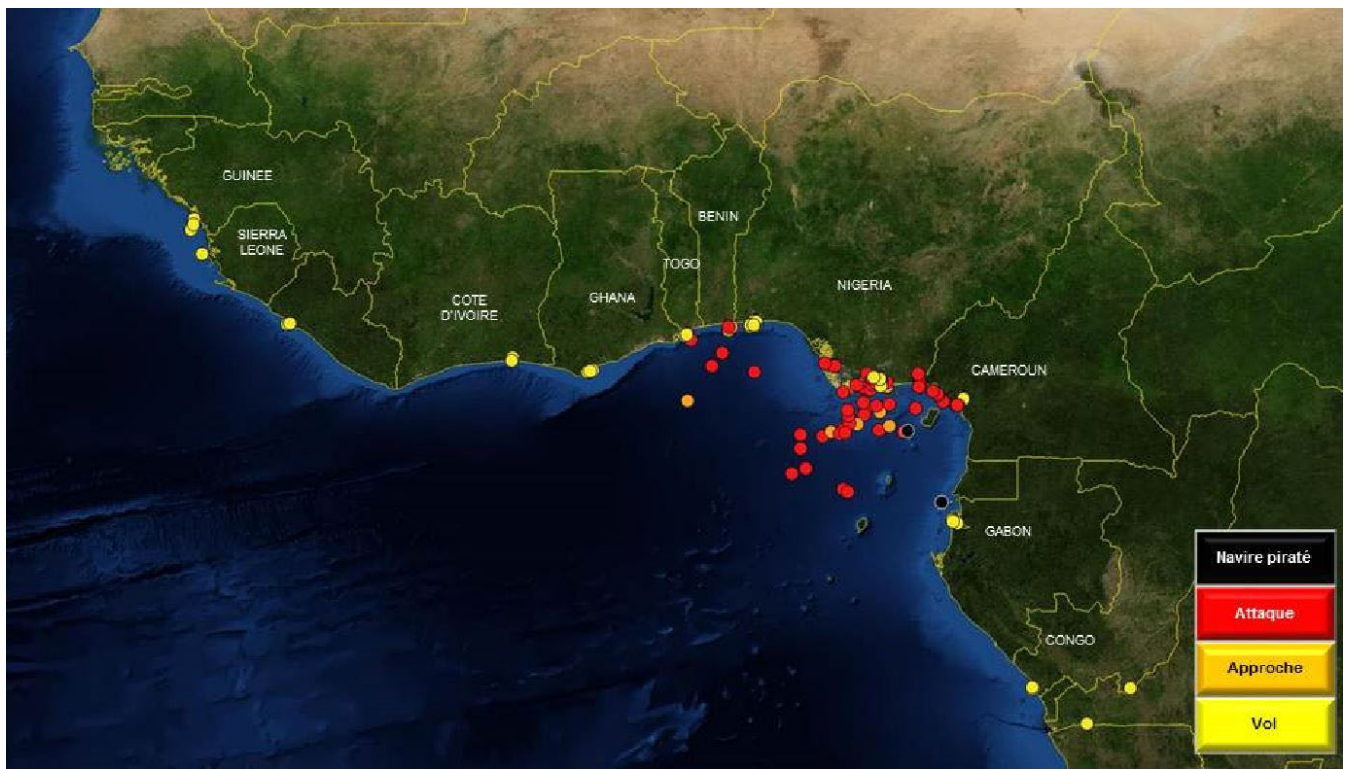 GUINEE
SIERRA
LEONE
COTE
D'IVOIRE
GHANA
TOGO
BENIN
NIGERIA
CAMEROUN
GABON
CONGO
Navire piraté
Attaque
Approche
Vol